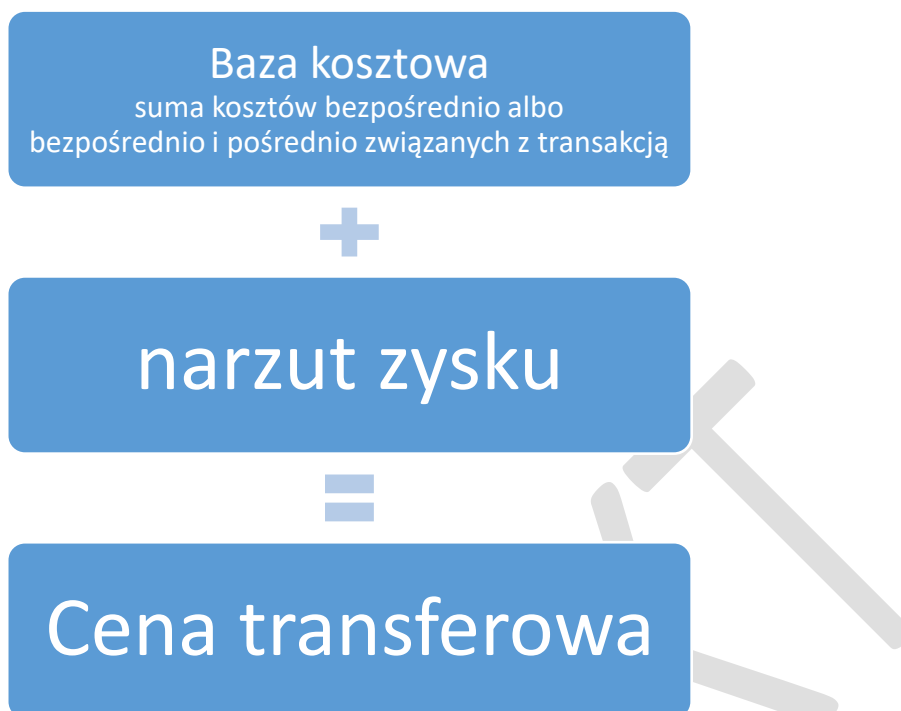 Baza kosztowa
suma kosztów bezpośrednio albo
bezpośrednio i pośrednio związanych z transakcją
+
narzut zysku
=
Cena transferowa